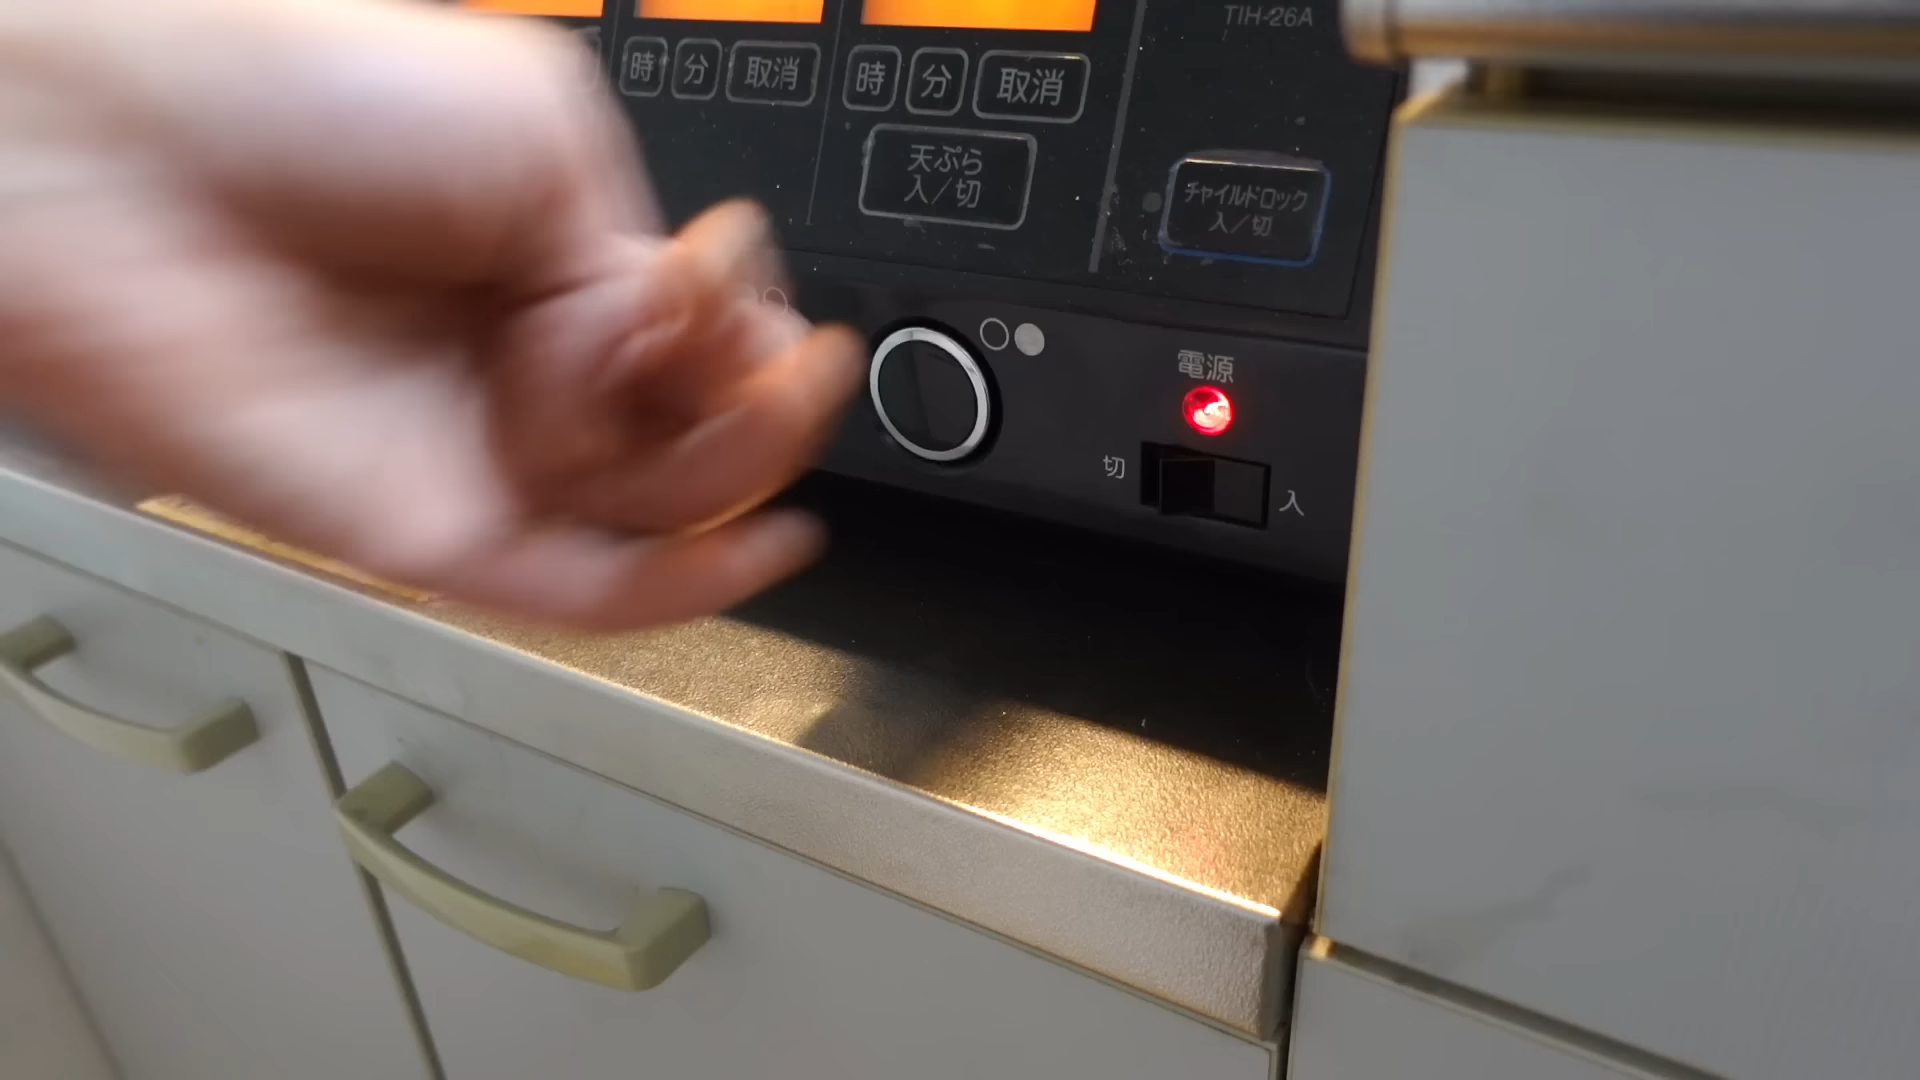 TIH-26A
時 分 取消
時 分 取消
天ぷら
入/切
チャイルドロック
入/切
電源
切
入